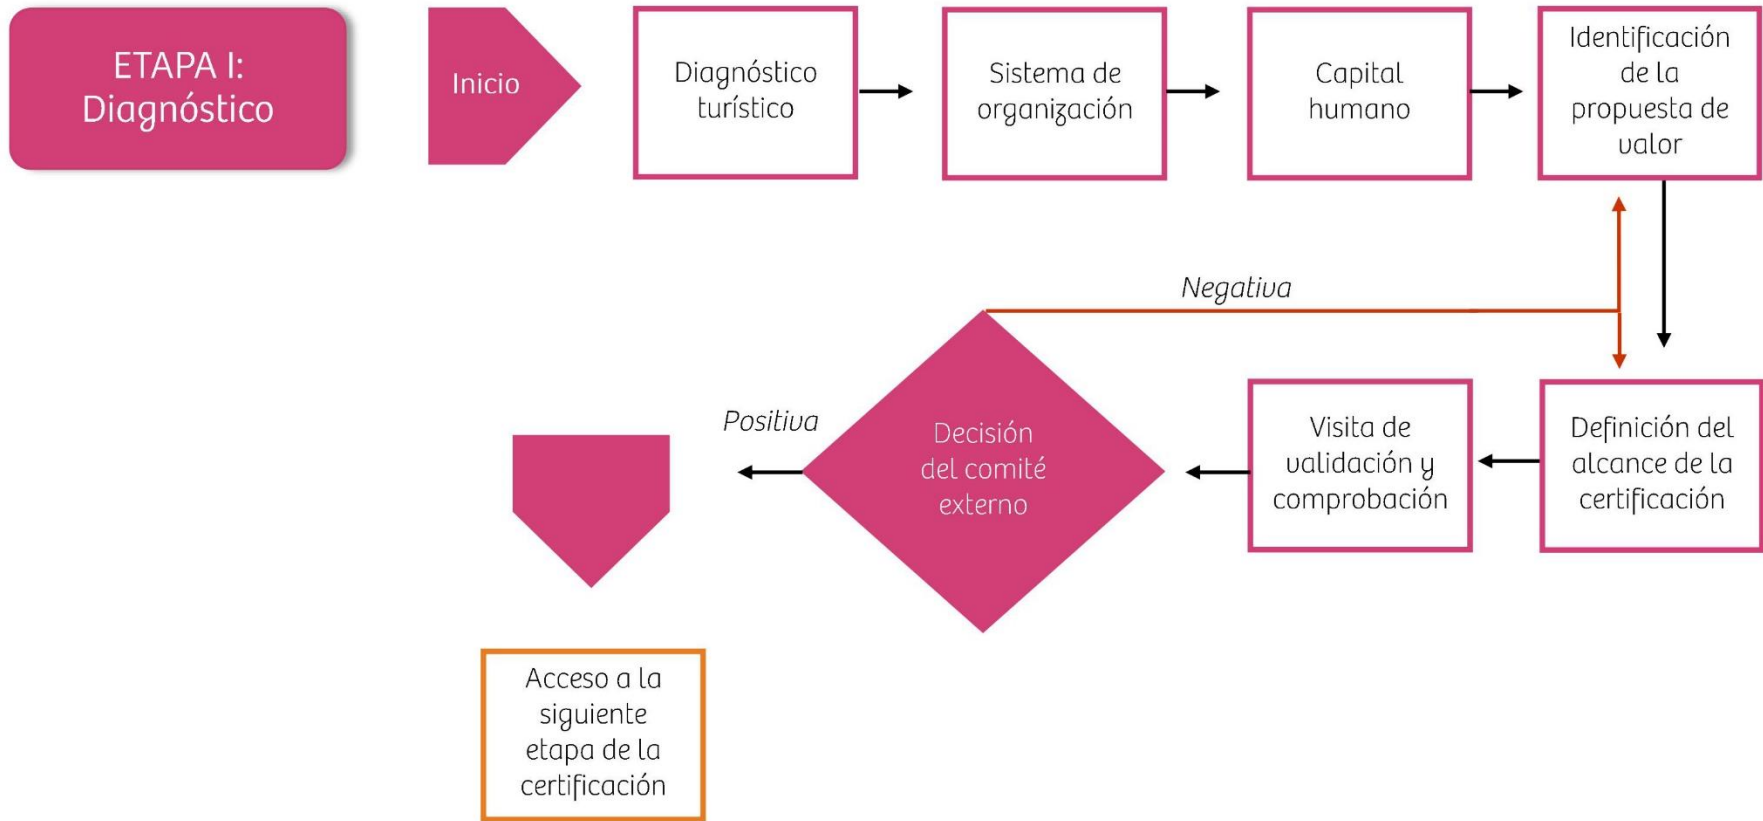 ETAPA I:
Diagnóstico
Inicio
Diagnóstico
turístico
Sistema de
organización
Capital
humano
Identificación
de la
propuesta de
valor
Negativa
Positiva
Decisión
del comité
externo
Visita de
validación y
comprobación
Definición del
alcance de la
certificación
Acceso a la
siguiente
etapa de la
certificación